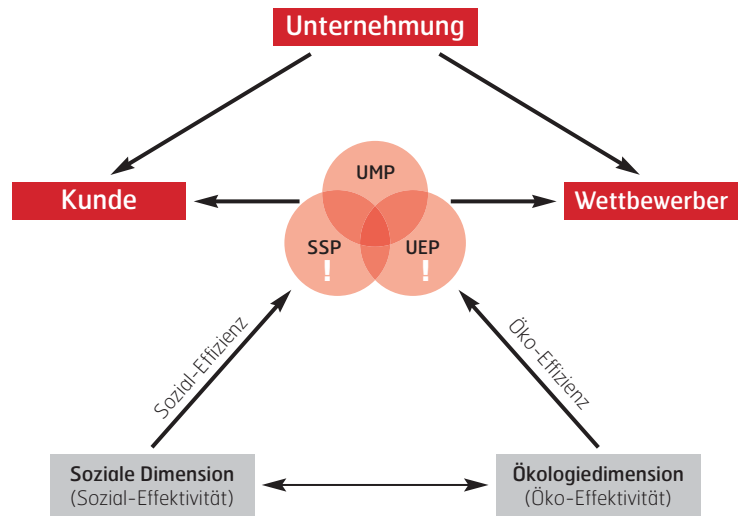 Unternehmung
UMP
Kunde
Wettbewerber
SSP
UEP
!
!
Sozial-Effizienz
Öko-Effizienz
Soziale Dimension
(Sozial-Effektivität)
Ökologiedimension
(Öko-Effektivität)